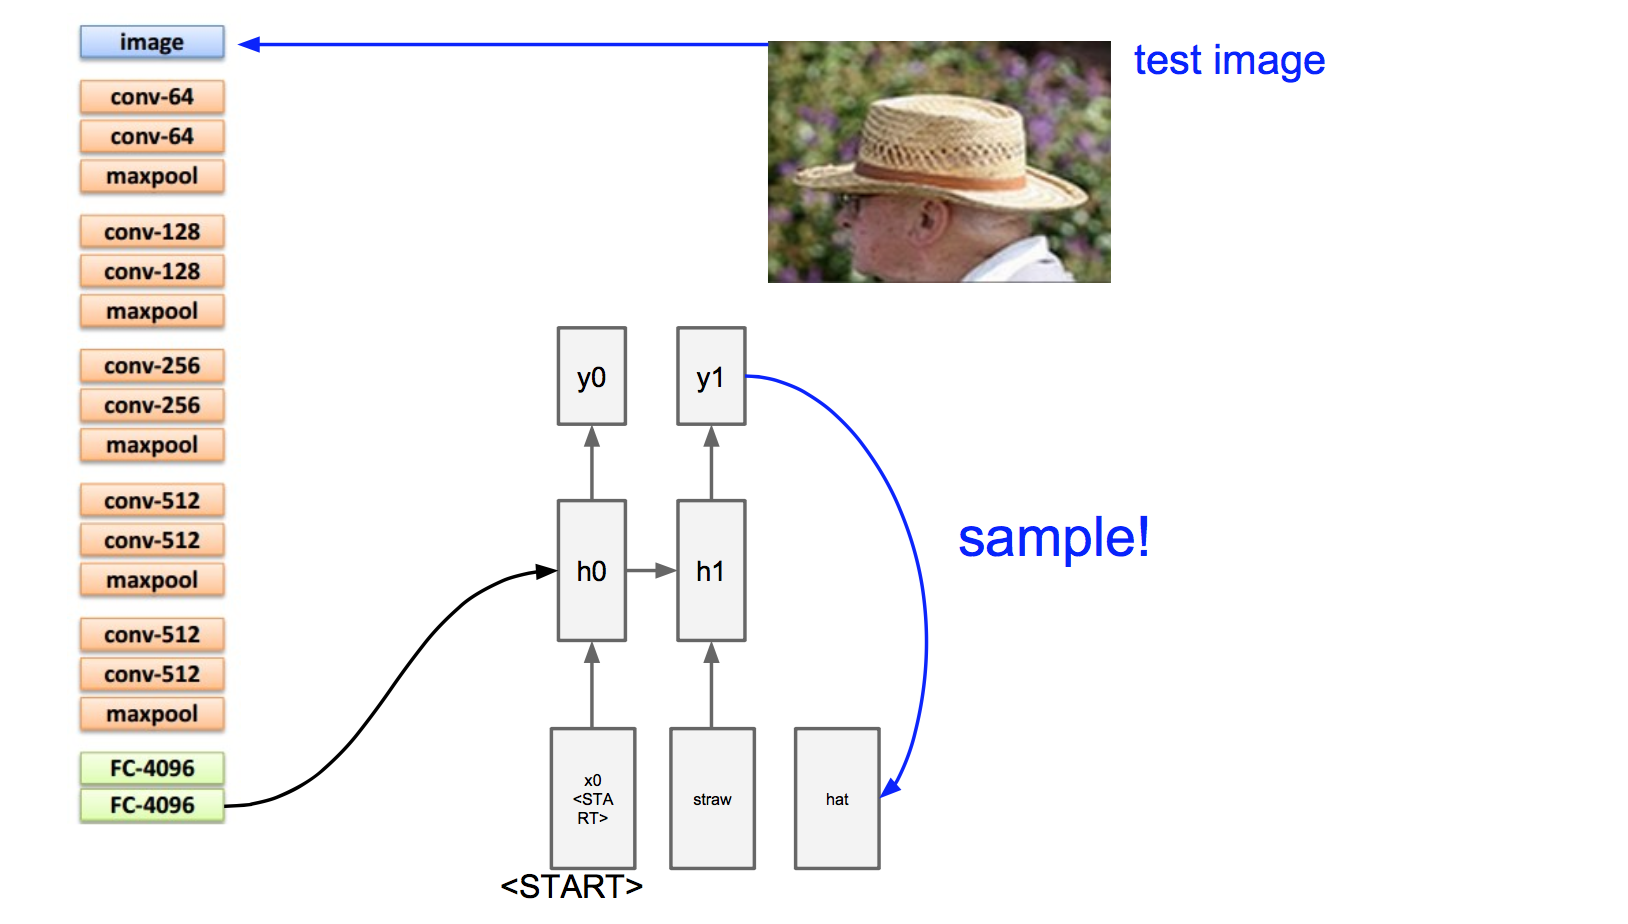 image
test image
conv-64
conv-64
maxpool
conv-128
conv-128
maxpool
conv-256
conv-256
maxpool
conv-512
conv-512
maxpool
conv-512
conv-512
maxpool
FC-4096
FC-4096
y0
y1
h0
h1
sample!
x0
<STA
RT>
straw
hat
<START>